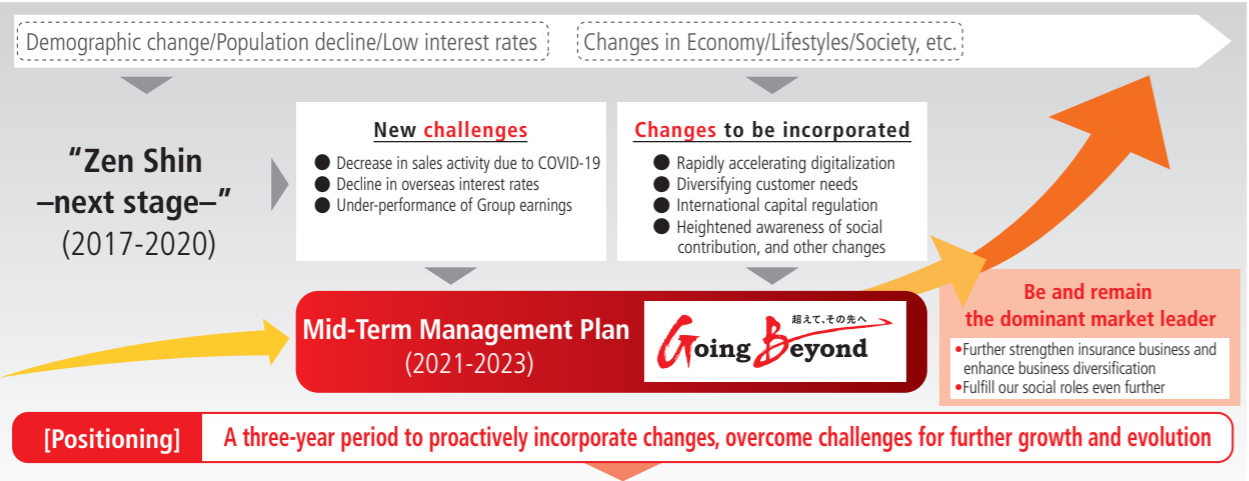 Demographic change/Population decline/Low interest rates
Changes in Economy/Lifestyles/Society, etc.
“Zen Shin
–next stage–”
(2017-2020)
New challenges
● Decrease in sales activity due to COVID-19
● Decline in overseas interest rates
● Under-performance of Group earnings
Changes to be incorporated
● Rapidly accelerating digitalization
● Diversifying customer needs
● International capital regulation
● Heightened awareness of social
contribution, and other changes
Mid-Term Management Plan
(2021-2023)
超えて、その先へ
Going Beyond
Be and remain
the dominant market leader
•Further strengthen insurance business and
enhance business diversification
•Fulfill our social roles even further
[Positioning]
A three-year period to proactively incorporate changes, overcome challenges for further growth and evolution